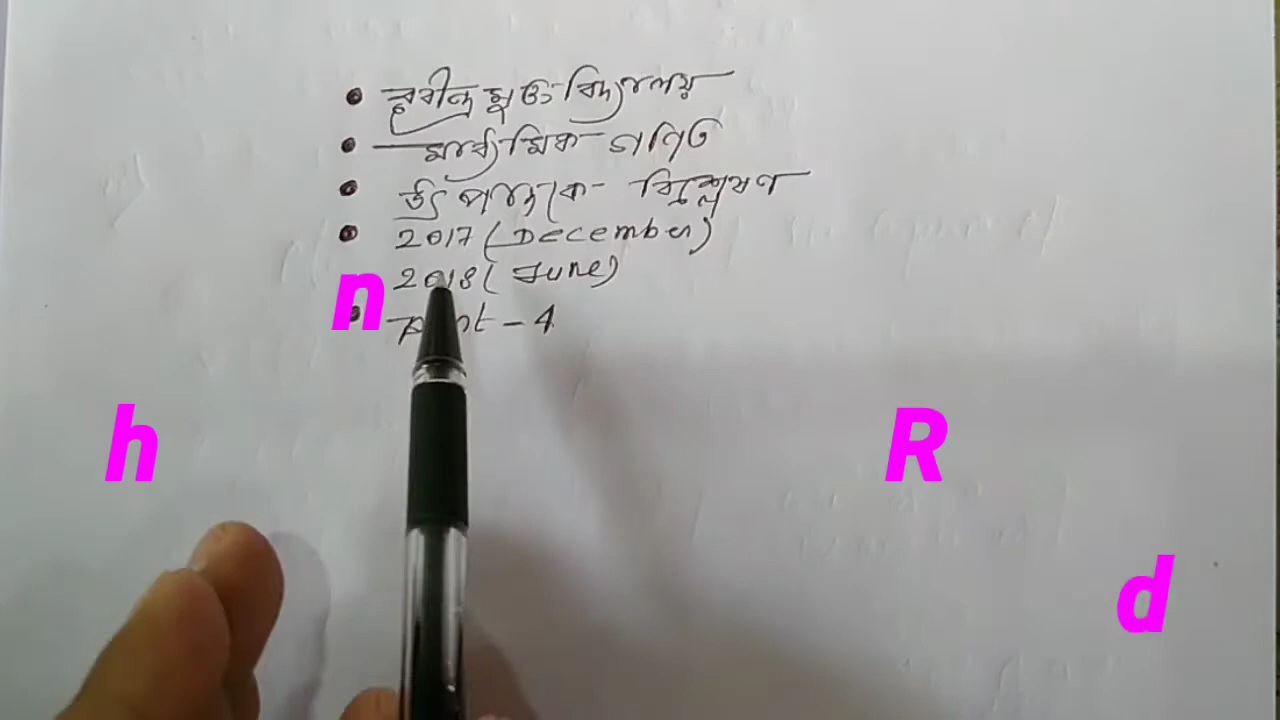 রবীন্দ্র মুক্ত বিদ্যালয়
মাধ্যমিক গণিত
উৎপাদকে বিশ্লেষণ
2017 (December)
2018 (June)
- 4
n
h
R
d